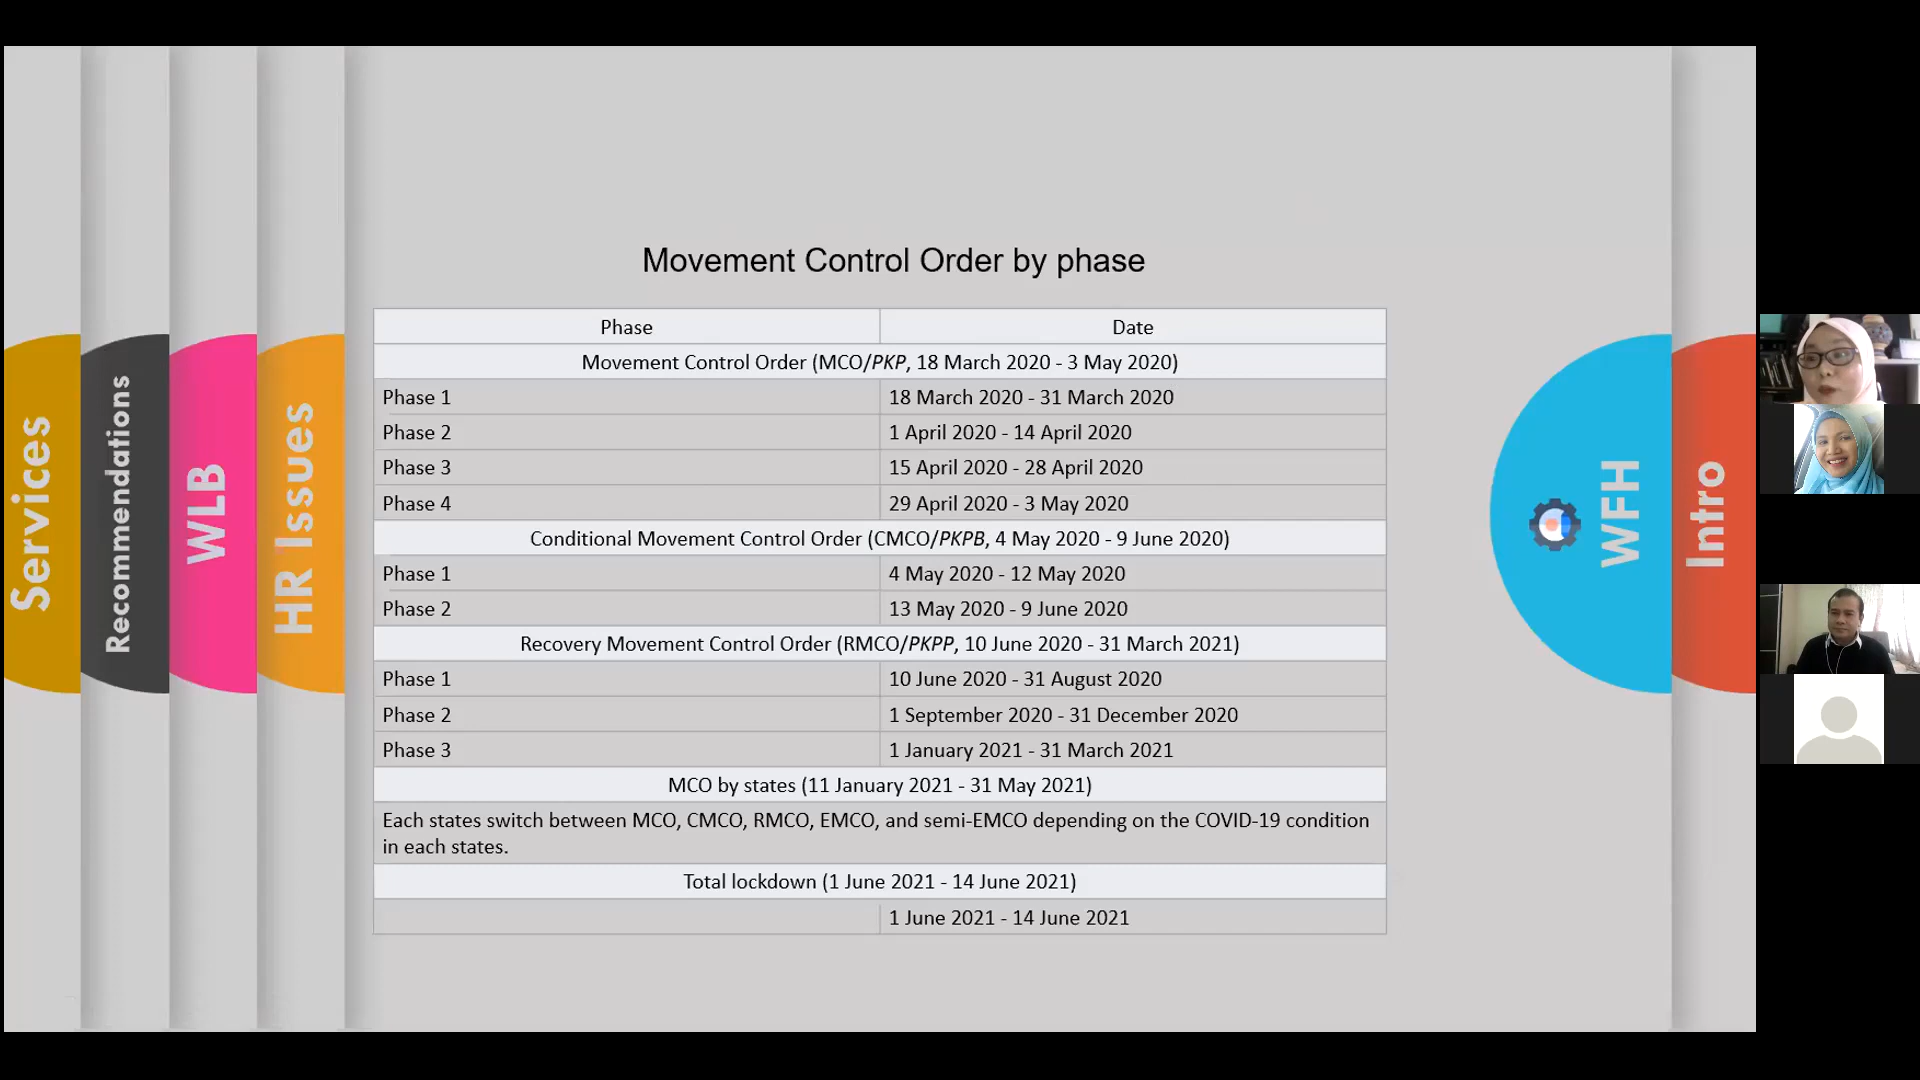 Movement Control Order by phase
Phase Date
Movement Control Order (MCO/PKP, 18 March 2020 - 3 May 2020)
Phase 1 18 March 2020 - 31 March 2020
Phase 2 1 April 2020 - 14 April 2020
Phase 3 15 April 2020 - 28 April 2020
Phase 4 29 April 2020 - 3 May 2020
Conditional Movement Control Order (CMCO/PKPB, 4 May 2020 - 9 June 2020)
Phase 1 4 May 2020 - 12 May 2020
Phase 2 13 May 2020 - 9 June 2020
Recovery Movement Control Order (RMCO/PKPP, 10 June 2020 - 31 March 2021)
Phase 1 10 June 2020 - 31 August 2020
Phase 2 1 September 2020 - 31 December 2020
Phase 3 1 January 2021 - 31 March 2021
MCO by states (11 January 2021 - 31 May 2021)
Each states switch between MCO, CMCO, RMCO, EMCO, and semi-EMCO depending on the COVID-19 condition
in each states.
Total lockdown (1 June 2021 - 14 June 2021)
1 June 2021 - 14 June 2021
Services
Recommendations
WLB
HR Issues
WFH
Intro